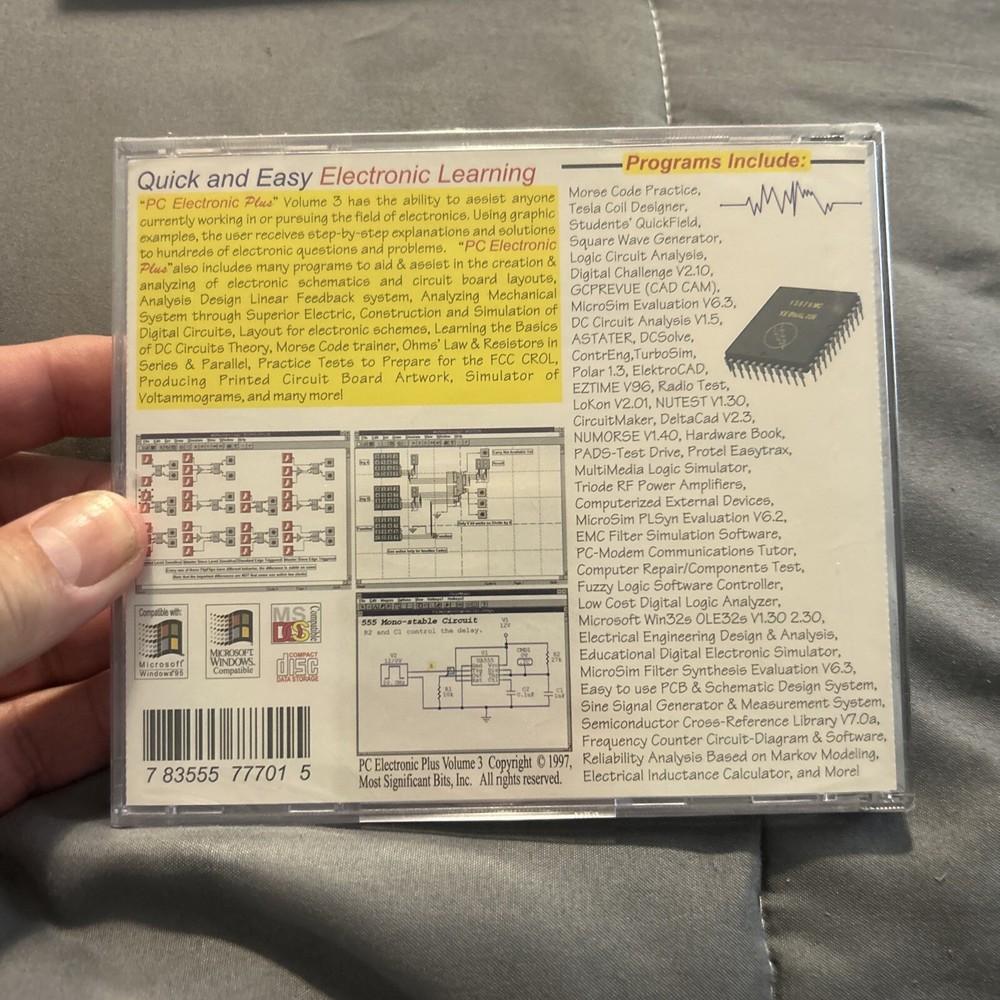 Quick and Easy Electronic Learning
"PC Electronic Plus" Volume 3 has the ability to assist anyone
currently working in or pursuing the field of electronics. Using graphic
examples, the user receives step-by-step explanations and solutions
to hundreds of electronic questions and problems. "PC Electronic
Plus"also includes many programs to aid & assist in the creation &
analyzing of electronic schematics and circuit board layouts,
Analysis Design Linear Feedback system, Analyzing Mechanical
System through Superior Electric, Construction and Simulation of
Digital Circuits, Layout for electronic schemes, Learning the Basics
of DC Circuits Theory, Morse Code trainer, Ohms' Law & Resistors in
Series & Parallel, Practice Tests to Prepare for the FCC CROL,
Producing Printed Circuit Board Artwork, Simulator of
Voltammograms, and many more!
555 Mono-stable Circuit
R2 and C1 control the delay.
Compatible with:
Microsoft
Windows 95
MICROSOFT
WINDOWS
Compatible
MS
DOS
Compatible
COMPACT
disc
DATA STORAGE
7 83555 77701 5
PC Electronic Plus Volume 3 Copyright © 1997,
Most Significant Bits, Inc. All rights reserved.
Programs Include:
Morse Code Practice,
Tesla Coil Designer,
Students' QuickField,
Square Wave Generator,
Logic Circuit Analysis,
Digital Challenge V2.10,
GCPREVUE (CAD CAM),
MicroSim Evaluation V6.3,
DC Circuit Analysis V1.5,
ASTATER, DCSolve,
ContrEng,TurboSim,
Polar 1.3, ElektroCAD,
EZTIME V96, Radio Test,
LoKon V2.01, NUTEST V1.30,
CircuitMaker, DeltaCad V2.3,
NUMORSE V1.40, Hardware Book,
PADS-Test Drive, Protel Easytrax,
MultiMedia Logic Simulator,
Triode RF Power Amplifiers,
Computerized External Devices,
MicroSim PLSyn Evaluation V6.2,
EMC Filter Simulation Software,
PC-Modem Communications Tutor,
Computer Repair/Components Test,
Fuzzy Logic Software Controller,
Low Cost Digital Logic Analyzer,
Microsoft Win32s OLE32s V1.30 2.30,
Electrical Engineering Design & Analysis,
Educational Digital Electronic Simulator,
MicroSim Filter Synthesis Evaluation V6.3,
Easy to use PCB & Schematic Design System,
Sine Signal Generator & Measurement System,
Semiconductor Cross-Reference Library V7.0a,
Frequency Counter Circuit-Diagram & Software,
Reliability Analysis Based on Markov Modeling,
Electrical Inductance Calculator, and More!